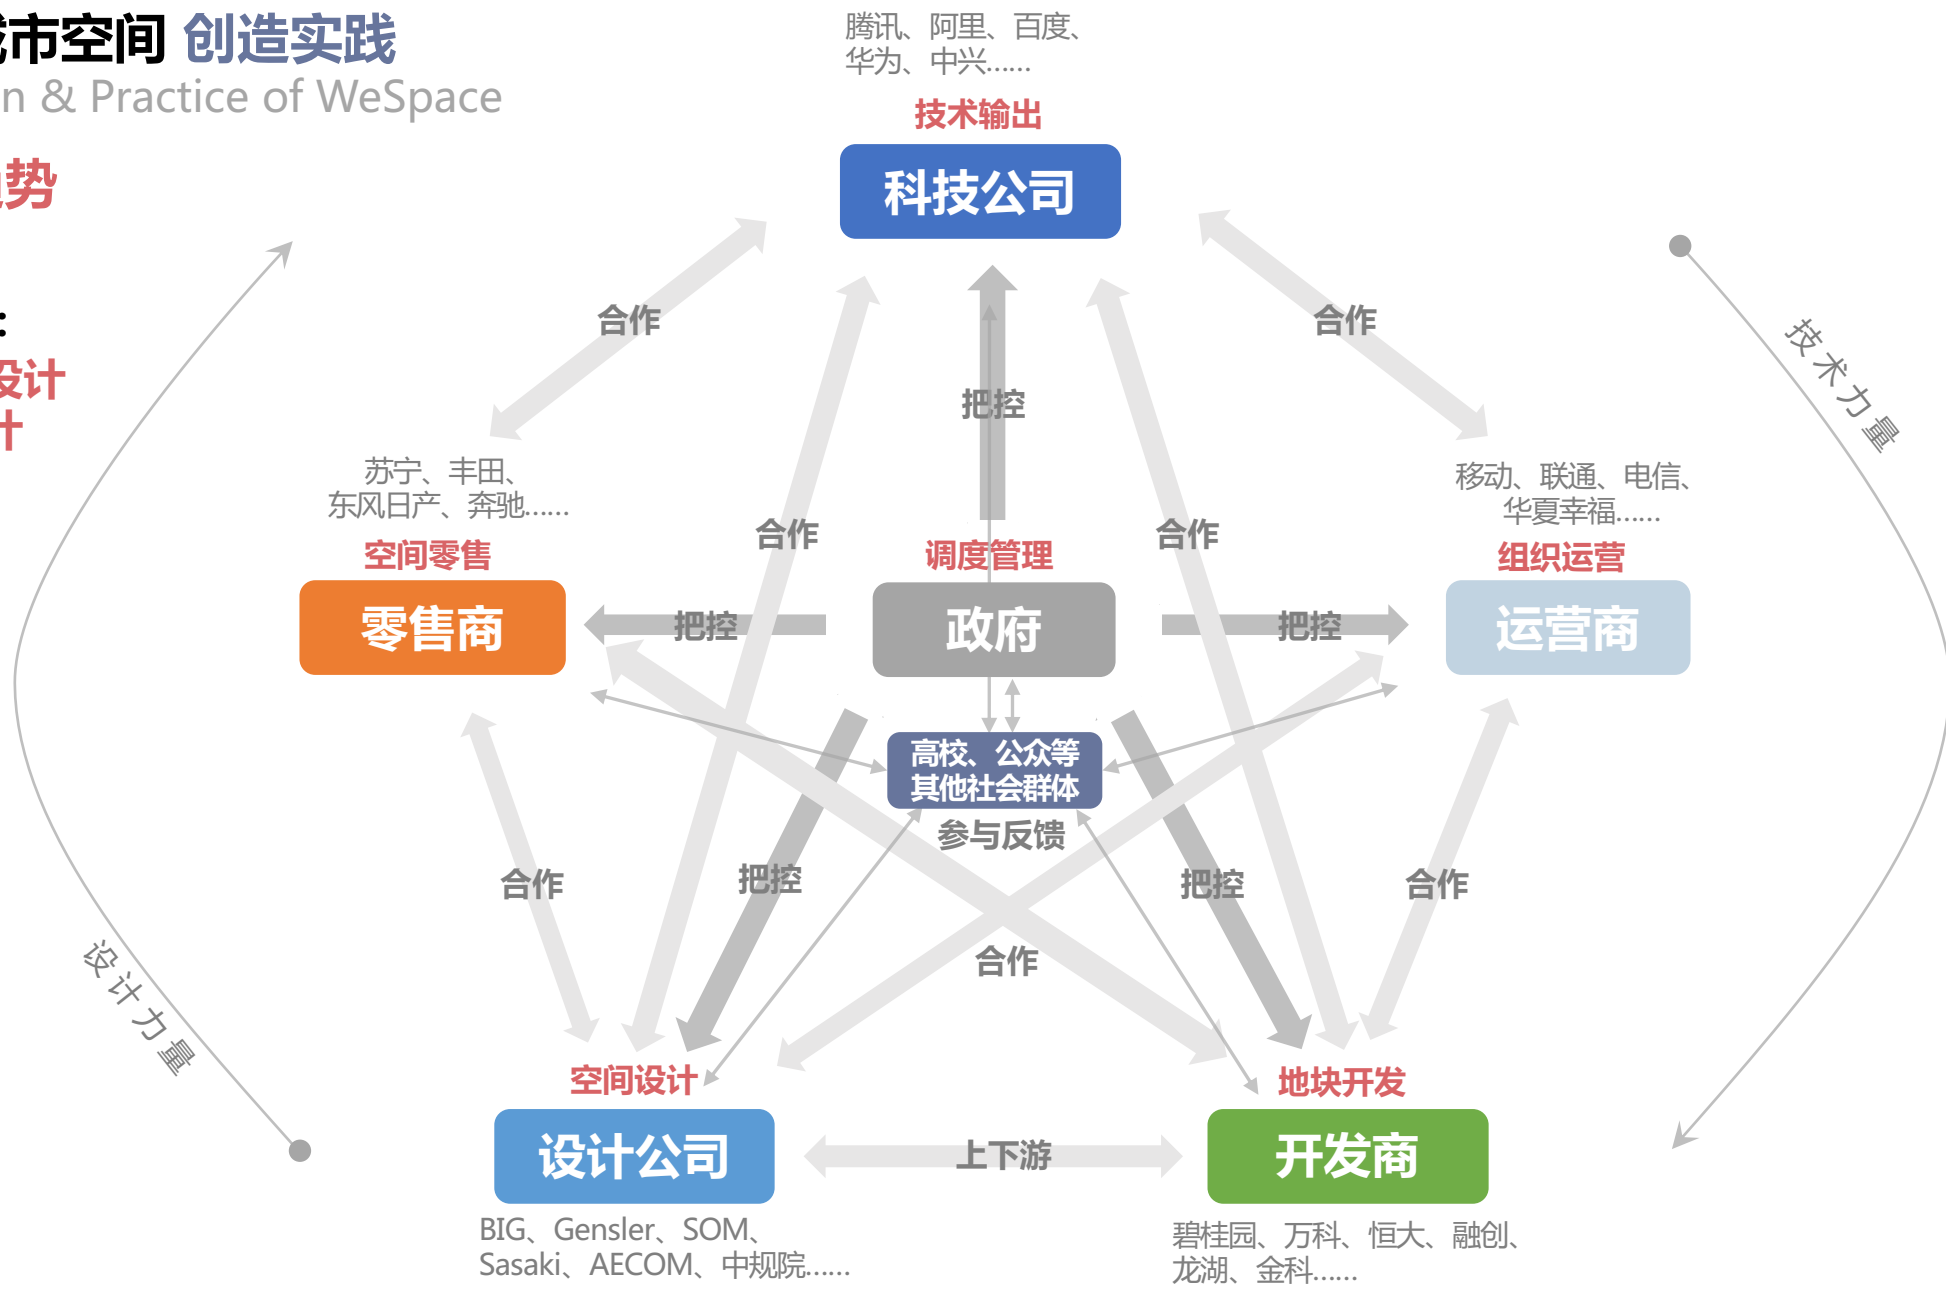 城市空间 创造实践
n & Practice of WeSpace
趋势
:
设计
计
腾讯、阿里、百度、
华为、中兴……
技术输出
科技公司
合作
合作
把控
技术力量
苏宁、丰田、
东风日产、奔驰……
空间零售
零售商
移动、联通、电信、
华夏幸福……
组织运营
运营商
合作
合作
调度管理
政府
把控
把控
高校、公众等
其他社会群体
参与反馈
合作
把控
把控
合作
合作
设计力量
空间设计
设计公司
上下游
地块开发
开发商
BIG、Gensler、SOM、
Sasaki、AECOM、中规院……
碧桂园、万科、恒大、融创、
龙湖、金科……